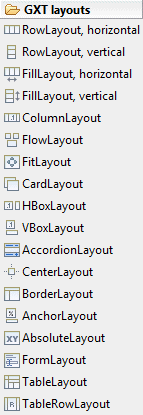 GXT layouts
RowLayout, horizontal
RowLayout, vertical
FillLayout, horizontal
FillLayout, vertical
ColumnLayout
FlowLayout
FitLayout
CardLayout
HBoxLayout
VBoxLayout
AccordionLayout
CenterLayout
BorderLayout
AnchorLayout
XY AbsoluteLayout
FormLayout
TableLayout
R TableRowLayout